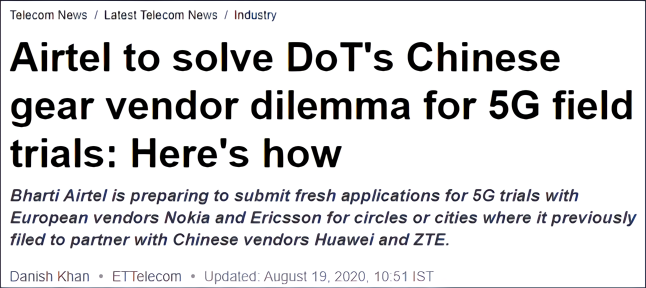 Telecom News / Latest Telecom News / Industry
Airtel to solve DoT's Chinese
gear vendor dilemma for 5G field
trials: Here's how
Bharti Airtel is preparing to submit fresh applications for 5G trials with
European vendors Nokia and Ericsson for circles or cities where it previously
filed to partner with Chinese vendors Huawei and ZTE.
Danish Khan • ETTelecom • Updated: August 19, 2020, 10:51 IST